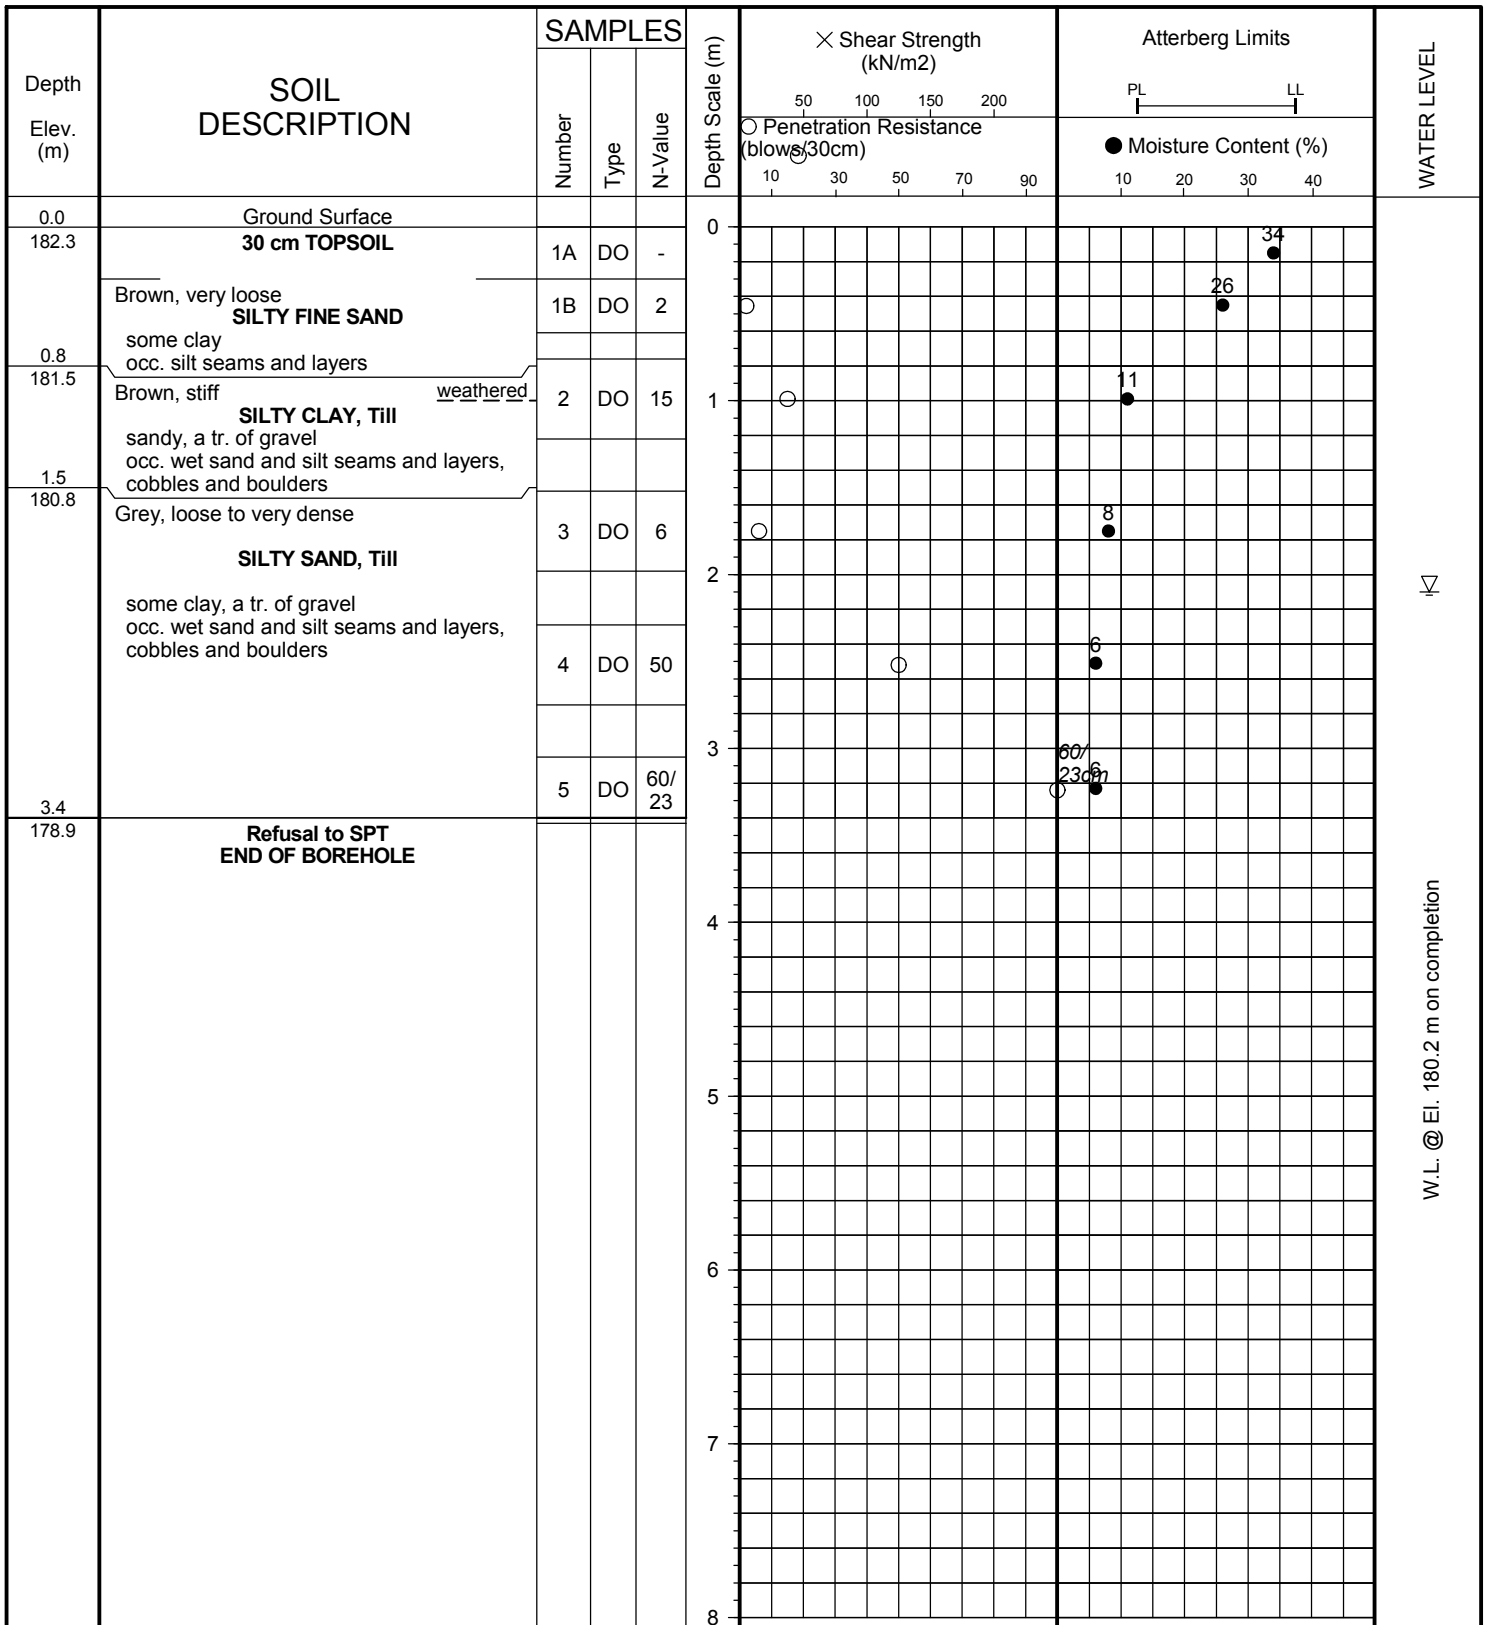 Depth
Elev.
(m)
SOIL
DESCRIPTION
SAMPLES
Number
Type
N-Value
Depth Scale (m)
× Shear Strength
(kN/m2)
50 100 150 200
Penetration Resistance
(blows/30cm)
10 30 50 70 90
Atterberg Limits
PL LL
Moisture Content (%)
10 20 30 40
WATER LEVEL
0.0 Ground Surface
182.3 30 cm TOPSOIL
1A DO -
34
Brown, very loose
SILTY FINE SAND
some clay
occ. silt seams and layers
1B DO 2
26
0.8
181.5
Brown, stiff weathered
SILTY CLAY, Till
sandy, a tr. of gravel
occ. wet sand and silt seams and layers,
cobbles and boulders
2 DO 15
11
1.5
180.8
Grey, loose to very dense
SILTY SAND, Till
some clay, a tr. of gravel
occ. wet sand and silt seams and layers,
cobbles and boulders
3 DO 6
8
4 DO 50
6
5 DO 60/
23
60/
23cm
6
3.4
178.9
Refusal to SPT
END OF BOREHOLE
0
1
2
3
4
5
6
7
8
W.L. @ El. 180.2 m on completion